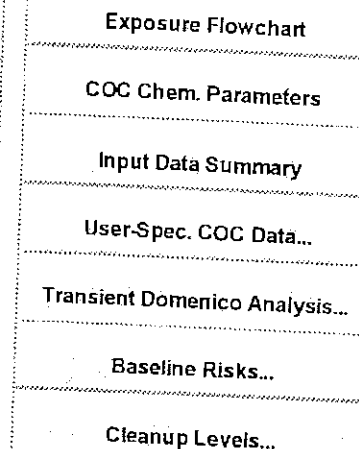 Exposure Flowchart
COC Chem. Parameters
Input Data Summary
User-Spec. COC Data...
Transient Domenico Analysis...
Baseline Risks...
Cleanup Levels...